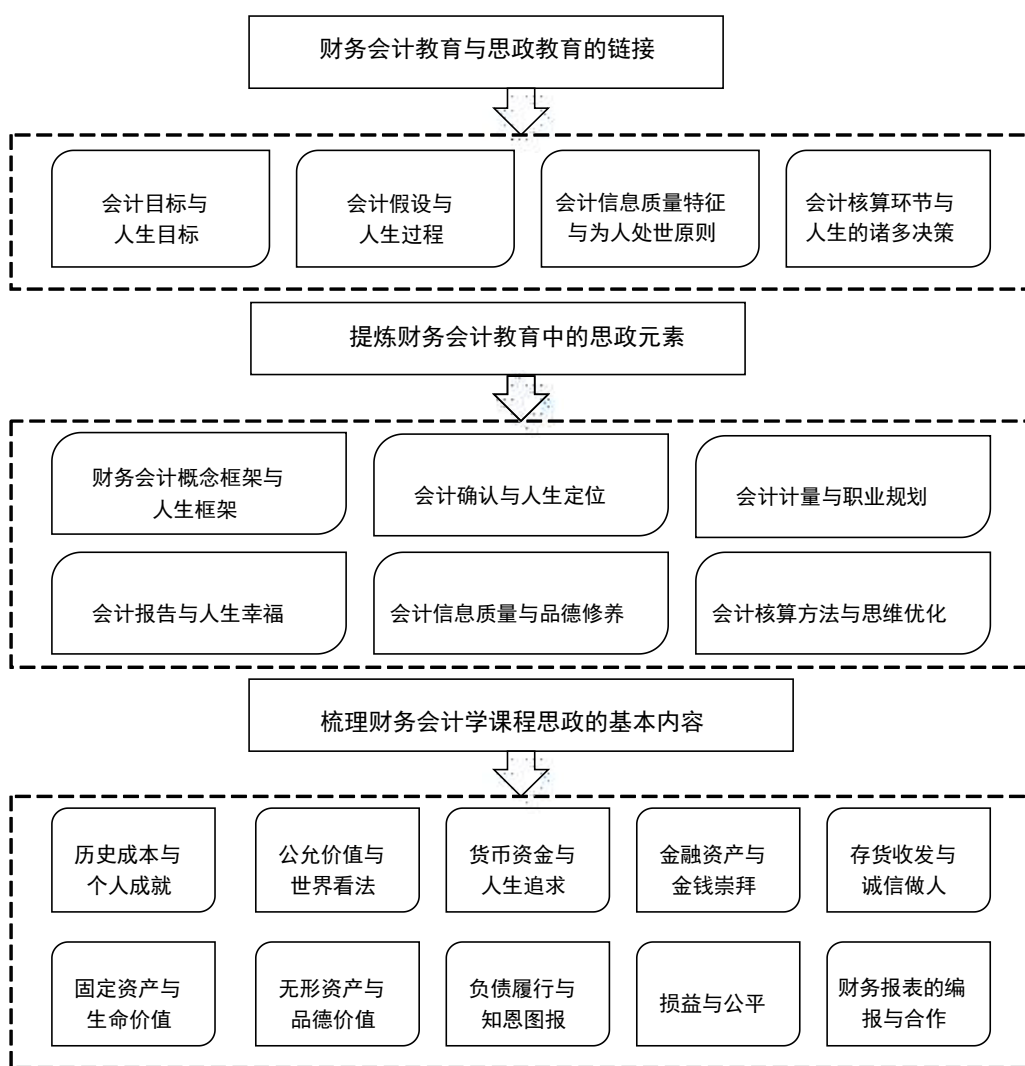 财务会计教育与思政教育的链接
会计目标与
人生目标
会计假设与
人生过程
会计信息质量特征
与为人处世原则
会计核算环节与
人生的诸多决策
提炼财务会计教育中的思政元素
财务会计概念框架与
人生框架
会计确认与人生定位
会计计量与职业规划
会计报告与人生幸福
会计信息质量与品德修养
会计核算方法与思维优化
梳理财务会计学课程思政的基本内容
历史成本与
个人成就
公允价值与
世界看法
货币资金与
人生追求
金融资产与
金钱崇拜
存货收发与
诚信做人
固定资产与
生命价值
无形资产与
品德价值
负债履行与
知恩图报
损益与公平
财务报表的编
报与合作